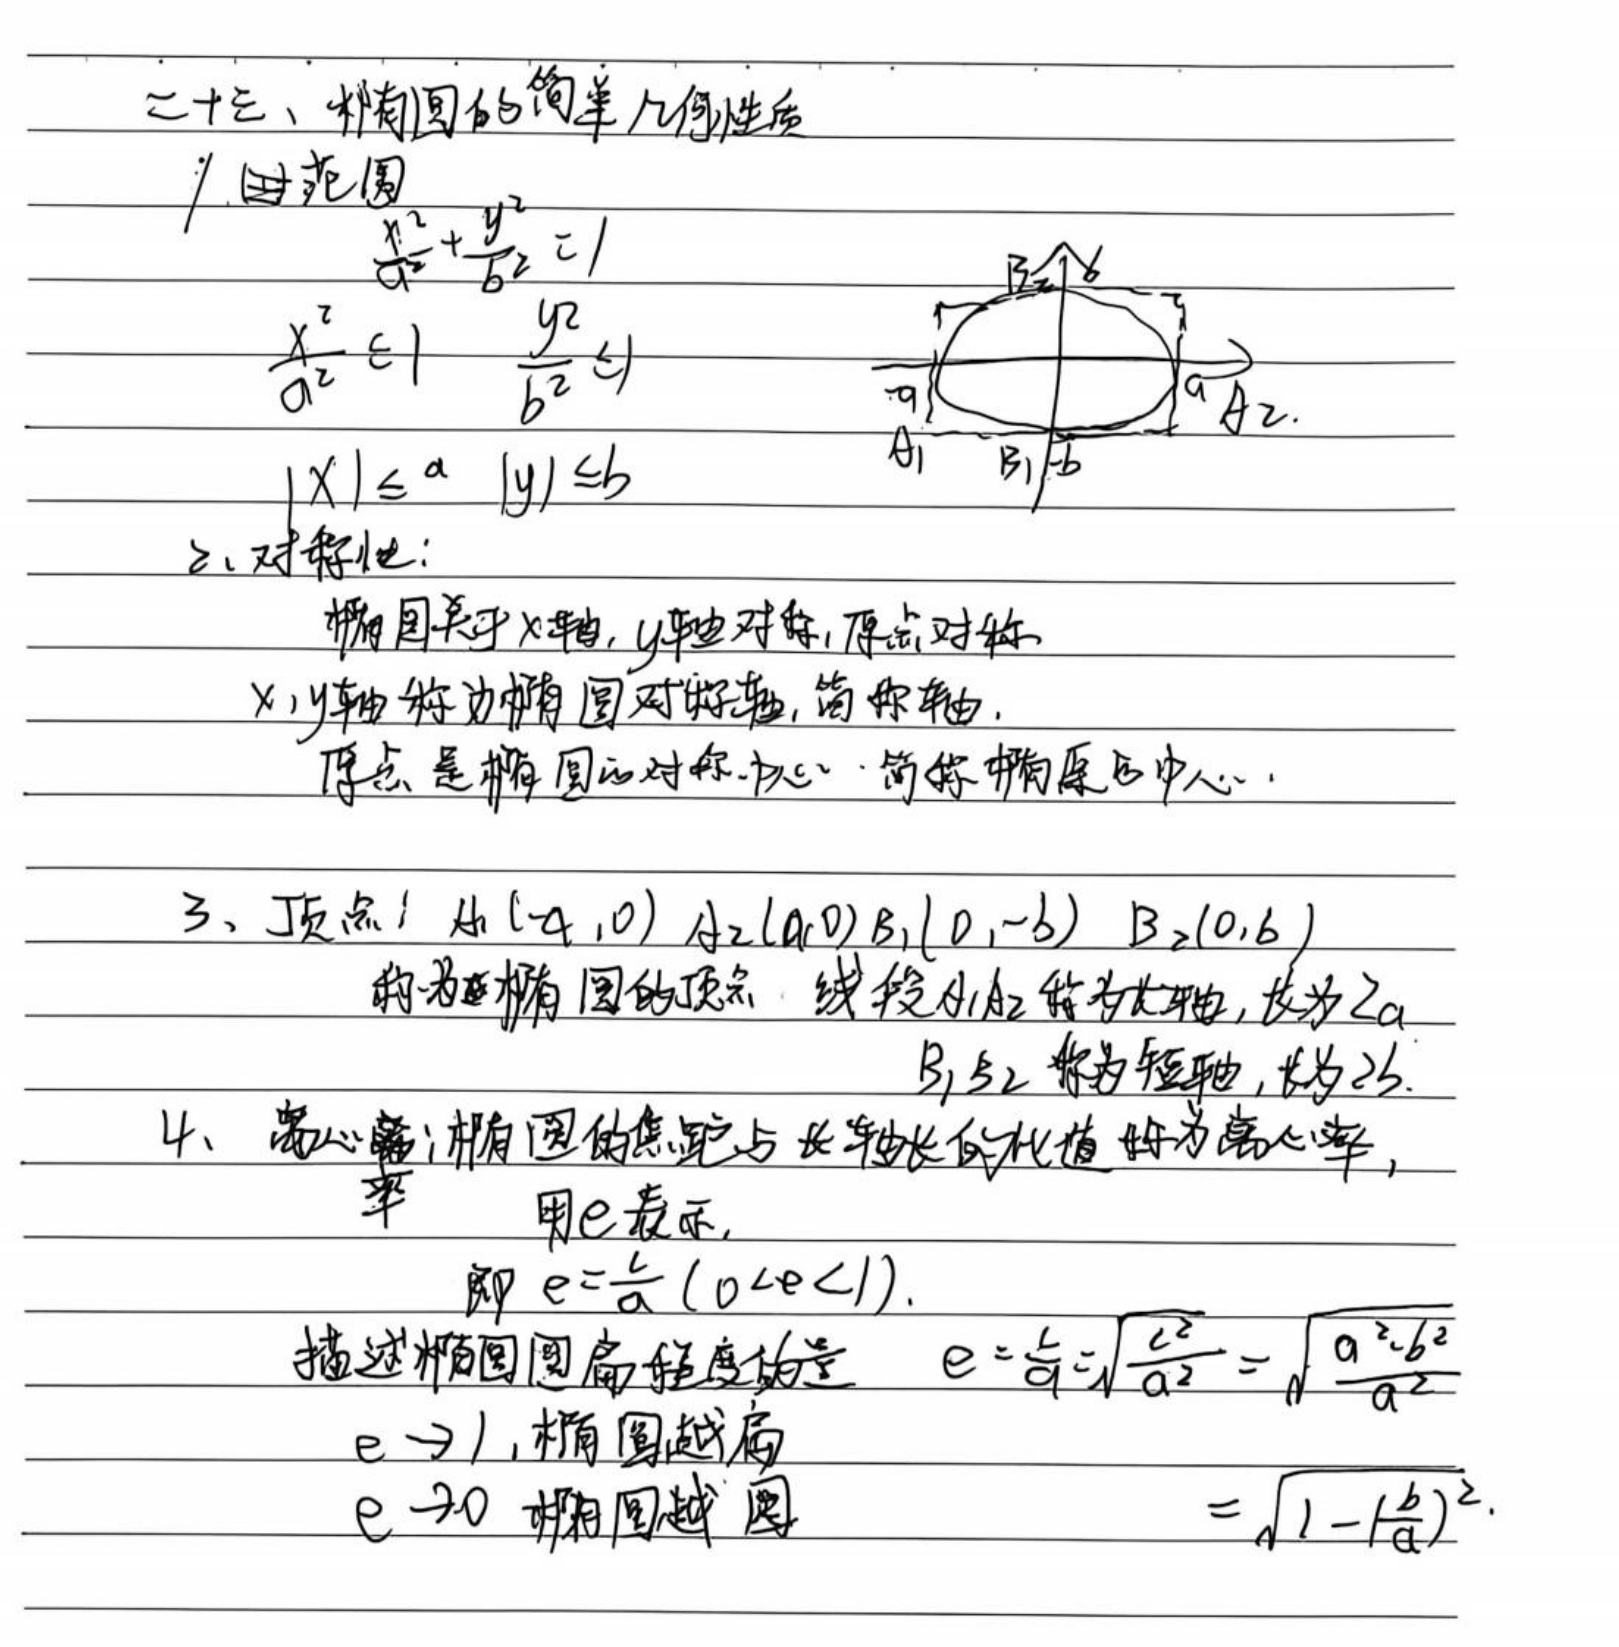 二十三、椭圆的简单几何性质
1、范围
x²/a² + y²/b² = 1
x²/a² ≤ 1   y²/b² ≤ 1
|x| ≤ a   |y| ≤ b
B₂ b
-a a A₂.
A₁ B₁ -b
2、对称性:
椭圆关于x轴,y轴对称,原点对称
x,y轴称为椭圆对称轴,简称轴.
原点是椭圆的对称中心.简称椭圆中心.
3、顶点: A₁(-a,0) A₂(a,0) B₁(0,-b) B₂(0,b)
称为椭圆的顶点 线段A₁A₂称为长轴,长为2a
B₁B₂称为短轴,长为2b.
4、离心率:椭圆的焦距与长轴长的比值称为离心率,
用e表示,
即 e = c/a (0<e<1).
描述椭圆圆扁程度的量   e = c/a = √(c²/a²) = √((a²-b²)/a²)
e→1,椭圆越扁
e→0 椭圆越圆   = √(1-(b/a)²).